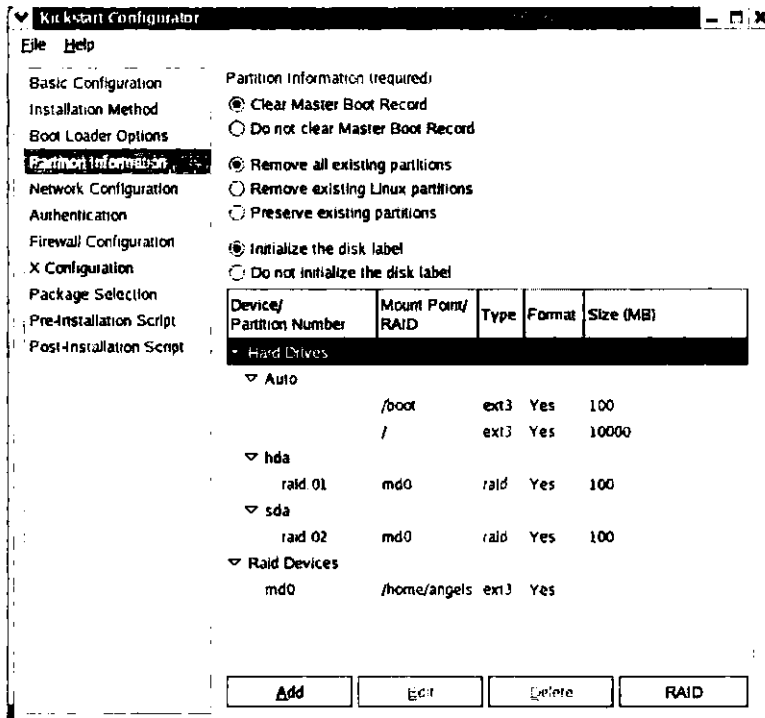 Kickstart Configurator
File Help
Basic Configuration
Installation Method
Boot Loader Options
Partition Information
Network Configuration
Authentication
Firewall Configuration
X Configuration
Package Selection
Pre-Installation Script
Post-Installation Script
Partition Information (required)
Clear Master Boot Record
Do not clear Master Boot Record
Remove all existing partitions
Remove existing Linux partitions
Preserve existing partitions
Initialize the disk label
Do not initialize the disk label
Device/ Partition Number Mount Point/ RAID Type Format Size (MB)
Hard Drives
Auto
/boot ext3 Yes 100
/ ext3 Yes 10000
hda
raid.01 md0 raid Yes 100
sda
raid.02 md0 raid Yes 100
Raid Devices
md0 /home/angels ext3 Yes
Add Edit Delete RAID